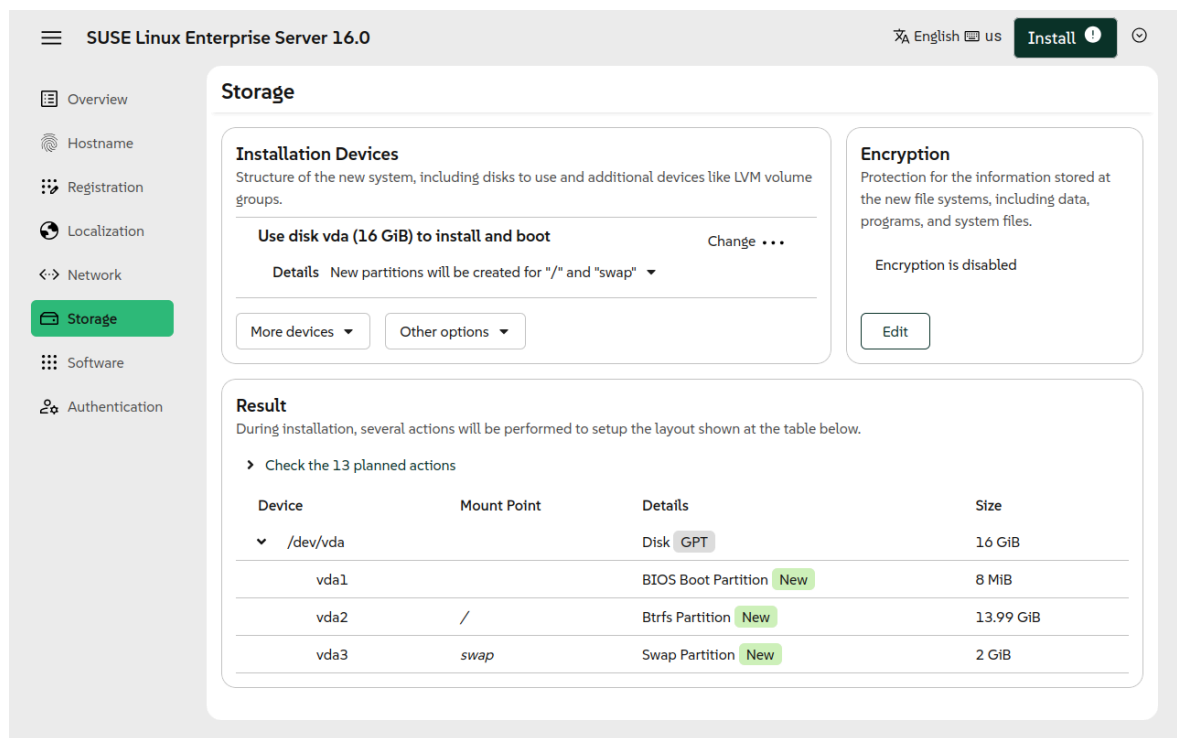 SUSE Linux Enterprise Server 16.0
English us
Install
Overview
Hostname
Registration
Localization
Network
Storage
Software
Authentication
Storage
Installation Devices
Structure of the new system, including disks to use and additional devices like LVM volume
groups.
Use disk vda (16 GiB) to install and boot
Change
Details New partitions will be created for "/" and "swap"
More devices Other options
Encryption
Protection for the information stored at
the new file systems, including data,
programs, and system files.
Encryption is disabled
Edit
Result
During installation, several actions will be performed to setup the layout shown at the table below.
Check the 13 planned actions
Device Mount Point Details Size
/dev/vda Disk GPT 16 GiB
vda1 BIOS Boot Partition New 8 MiB
vda2 / Btrfs Partition New 13.99 GiB
vda3 swap Swap Partition New 2 GiB